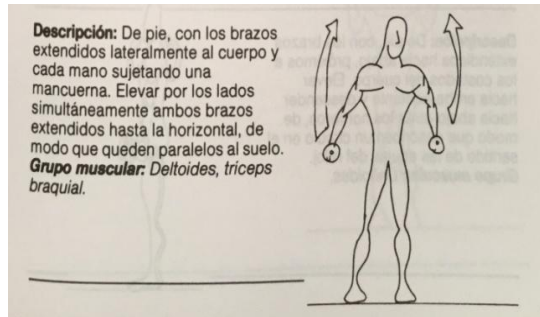 Descripción: De pie, con los brazos
extendidos lateralmente al cuerpo y
cada mano sujetando una
mancuerna. Elevar por los lados
simultáneamente ambos brazos
extendidos hasta la horizontal, de
modo que queden paralelos al suelo.
Grupo muscular: Deltoides, triceps
braquial.